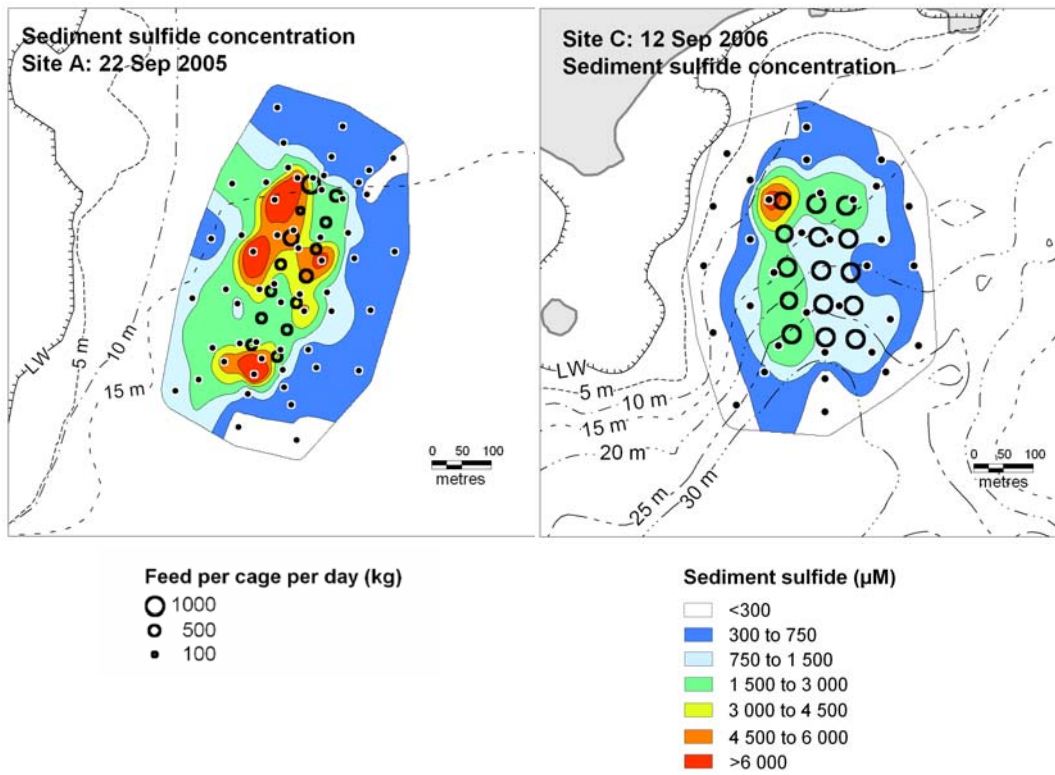 Sediment sulfide concentration
Site A: 22 Sep 2005
LW
5 m
10 m
15 m
0 50 100
metres
Site C: 12 Sep 2006
Sediment sulfide concentration
LW
5 m
10 m
15 m
20 m
25 m
30 m
0 50 100
metres
Feed per cage per day (kg)
1000
500
100
Sediment sulfide (µM)
<300
300 to 750
750 to 1 500
1 500 to 3 000
3 000 to 4 500
4 500 to 6 000
>6 000